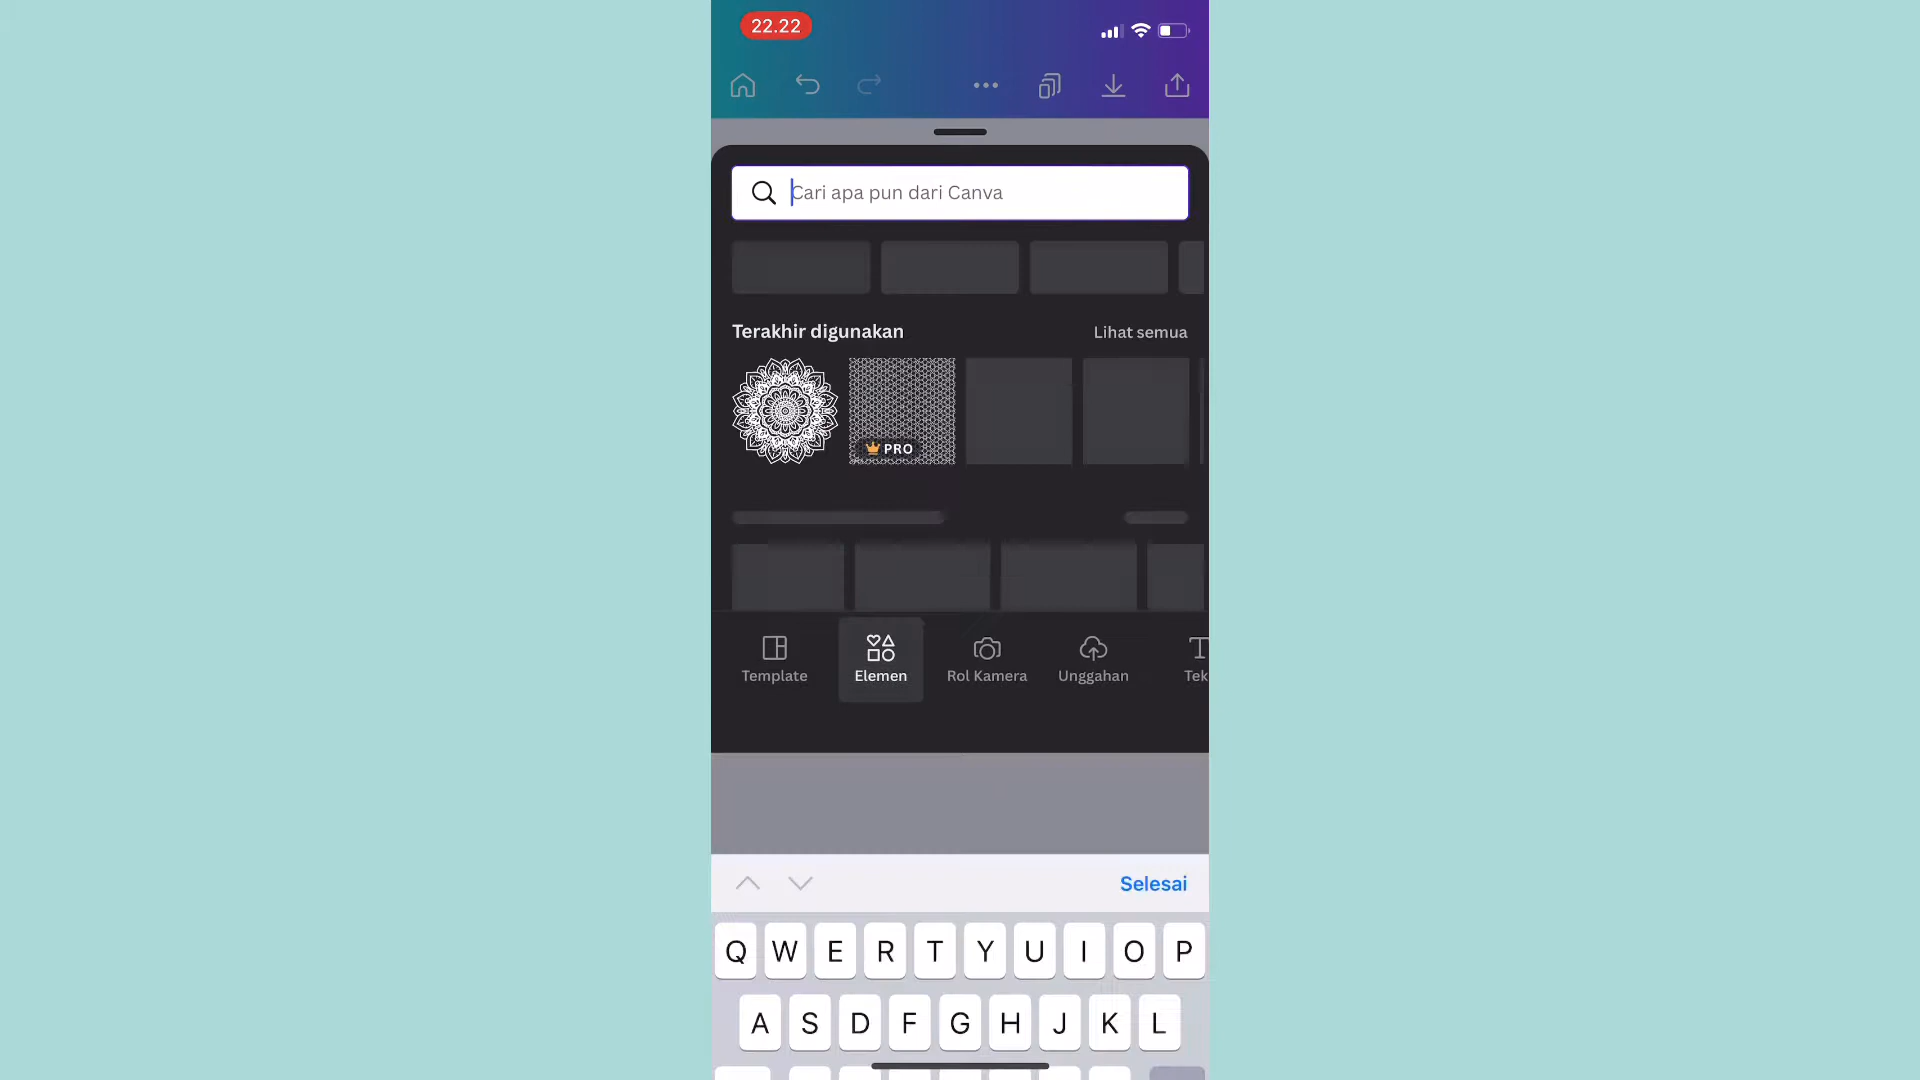 22.22
Cari apa pun dari Canva
Terakhir digunakan
Lihat semua
PRO
Template
Elemen
Rol Kamera
Unggahan
Tek
Selesai
Q W E R T Y U I O P
A S D F G H J K L